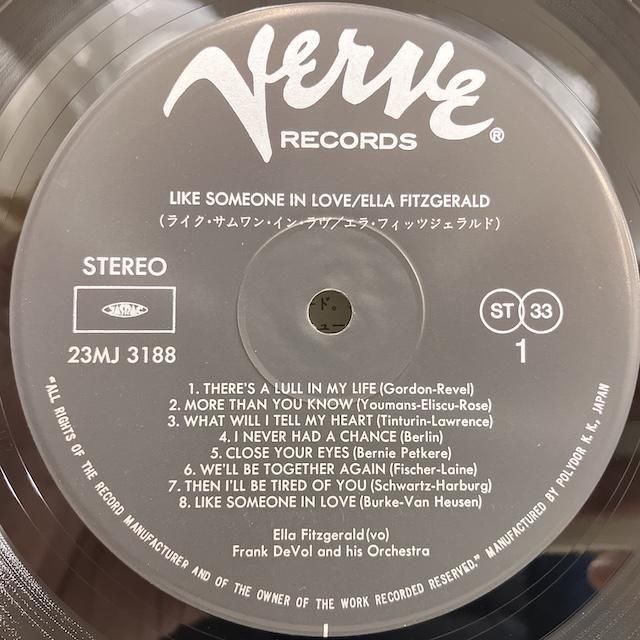 Verve
RECORDS®
LIKE SOMEONE IN LOVE/ELLA FITZGERALD
(ライク・サムワン・イン・ラヴ/エラ・フィッツジェラルド)
STEREO
JASRAC
23MJ 3188
ST 33
1
1. THERE'S A LULL IN MY LIFE (Gordon-Revel)
2. MORE THAN YOU KNOW (Youmans-Eliscu-Rose)
3. WHAT WILL I TELL MY HEART (Tinturin-Lawrence)
4. I NEVER HAD A CHANCE (Berlin)
5. CLOSE YOUR EYES (Bernie Petkere)
6. WE'LL BE TOGETHER AGAIN (Fischer-Laine)
7. THEN I'LL BE TIRED OF YOU (Schwartz-Harburg)
8. LIKE SOMEONE IN LOVE (Burke-Van Heusen)
Ella Fitzgerald (vo)
Frank DeVol and his Orchestra
"ALL RIGHTS OF THE RECORD MANUFACTURER AND OF THE OWNER OF THE WORK RECORDED RESERVED." MANUFACTURED BY POLYDOR K. K., JAPAN
ード。
ュー